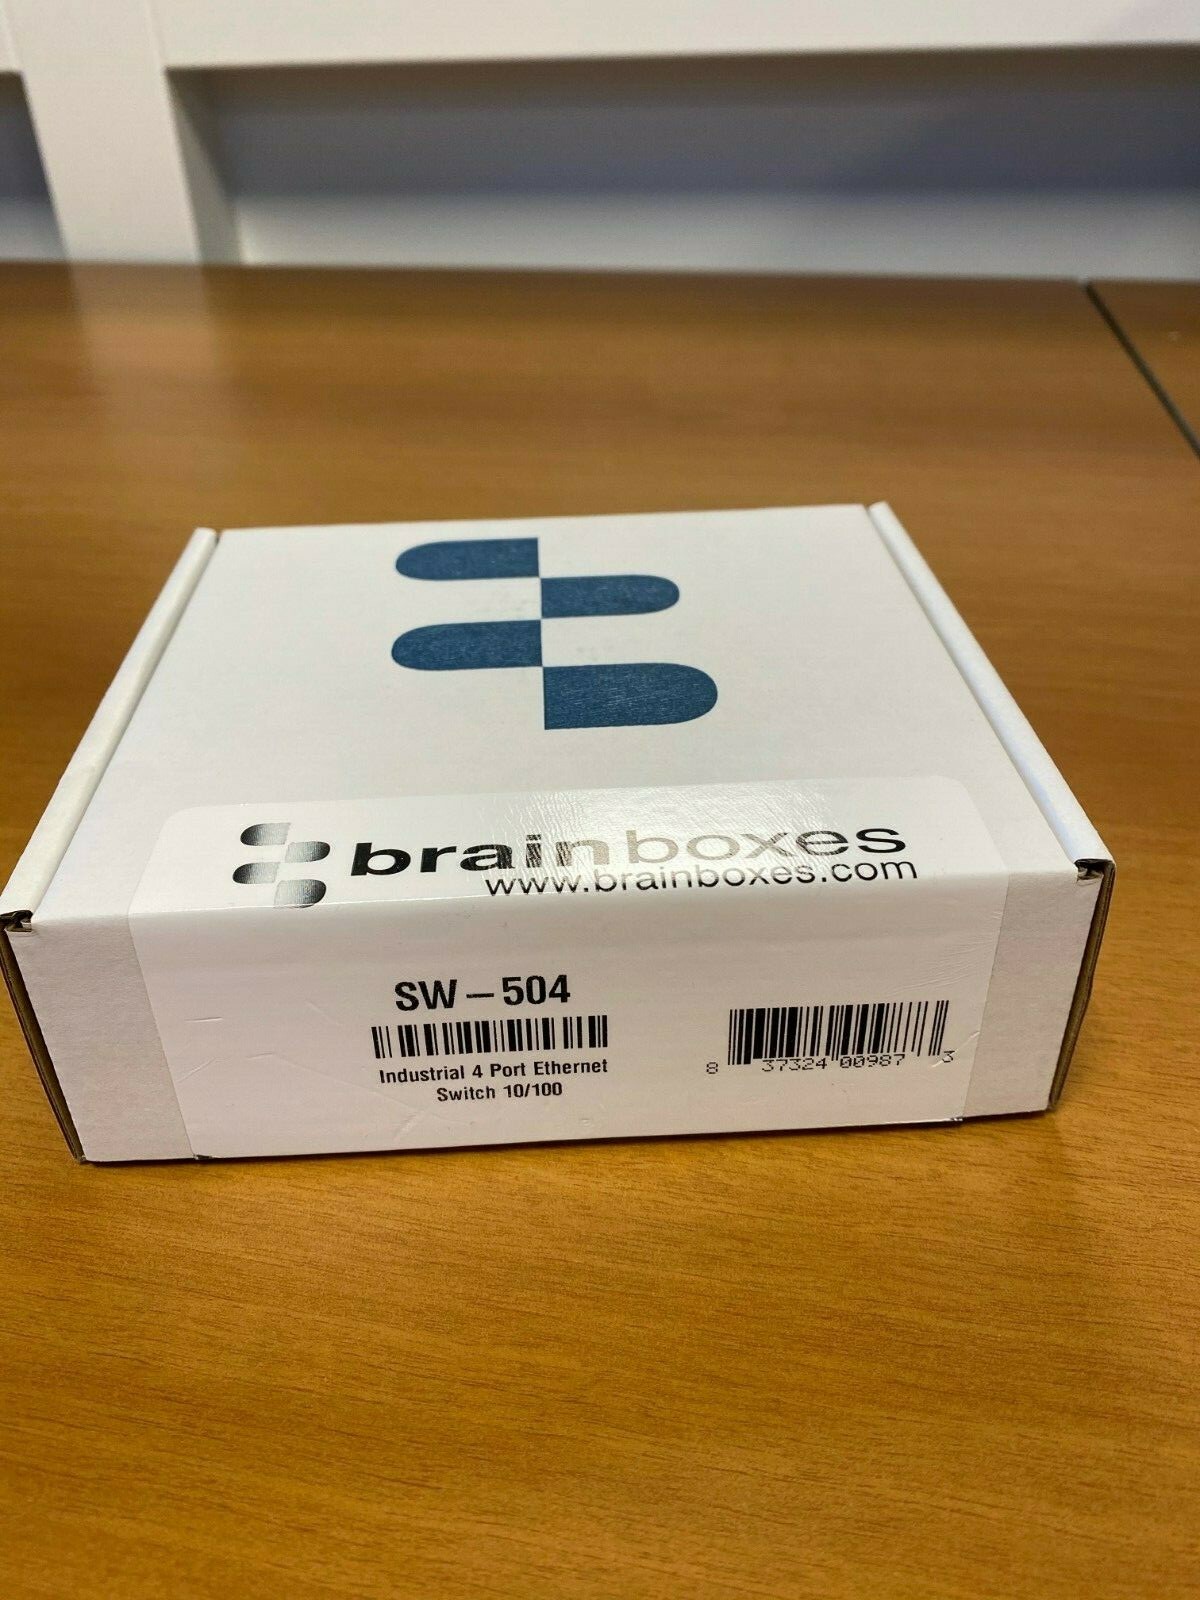 brainboxes
www.brainboxes.com
SW-504
Industrial 4 Port Ethernet
Switch 10/100
8 37324 00987 3